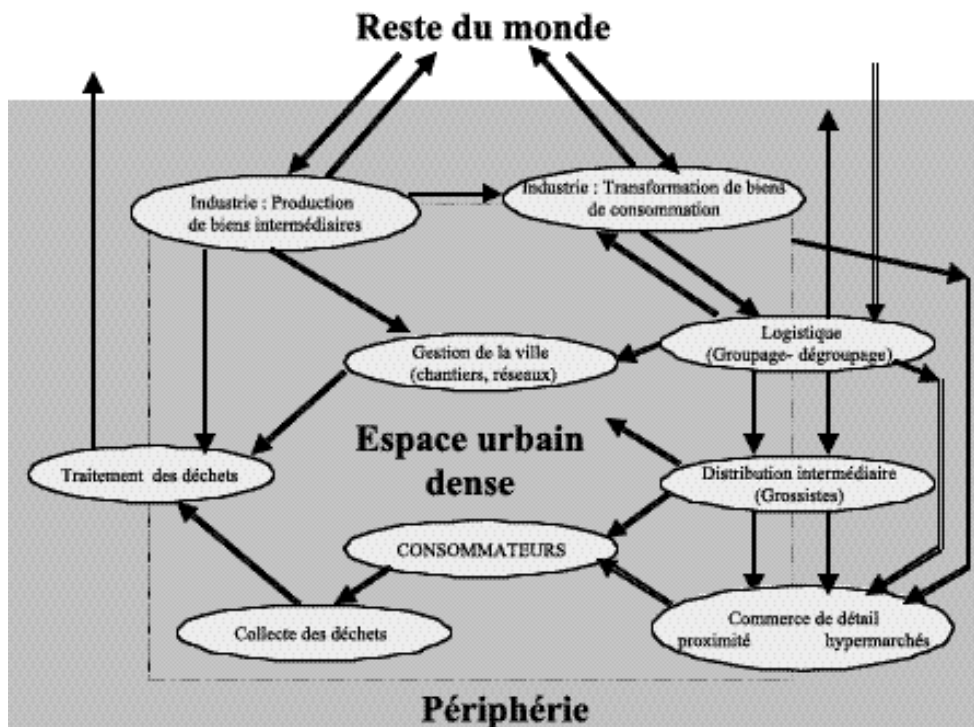 Reste du monde
Industrie : Production
de biens intermédiaires
Industrie : Transformation de biens
de consommation
Logistique
(Groupage- dégroupage)
Gestion de la ville
(chantiers, réseaux)
Espace urbain
dense
Traitement des déchets
Distribution intermédiaire
(Grossistes)
CONSOMMATEURS
Collecte des déchets
Commerce de détail
proximité hypermarchés
Périphérie